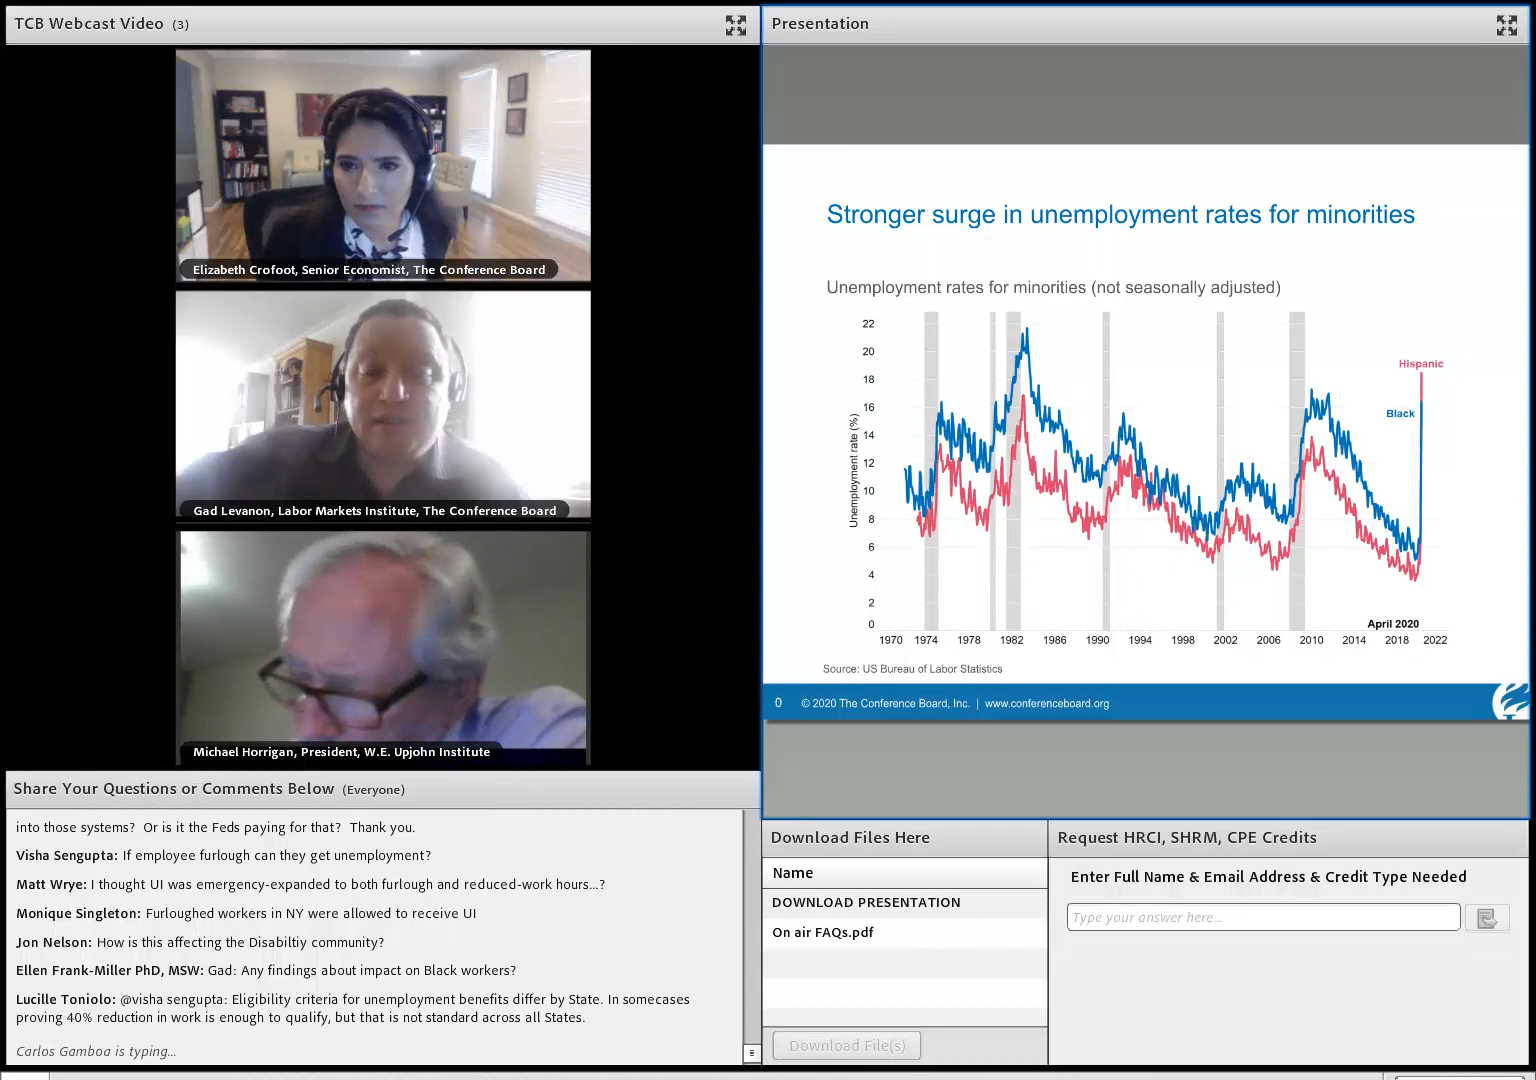 TCB Webcast Video (3)
Elizabeth Crofoot, Senior Economist, The Conference Board
Gad Levanon, Labor Markets Institute, The Conference Board
Michael Horrigan, President, W.E. Upjohn Institute
Share Your Questions or Comments Below (Everyone)
into those systems? Or is it the Feds paying for that? Thank you.
Visha Sengupta: If employee furlough can they get unemployment?
Matt Wrye: I thought UI was emergency-expanded to both furlough and reduced-work hours...?
Monique Singleton: Furloughed workers in NY were allowed to receive UI
Jon Nelson: How is this affecting the Disabiltiy community?
Ellen Frank-Miller PhD, MSW: Gad: Any findings about impact on Black workers?
Lucille Toniolo: @visha sengupta: Eligibility criteria for unemployment benefits differ by State. In somecases
proving 40% reduction in work is enough to qualify, but that is not standard across all States.
Carlos Gamboa is typing...
Presentation
Stronger surge in unemployment rates for minorities
Unemployment rates for minorities (not seasonally adjusted)
Unemployment rate (%)
22
20
18
16
14
12
10
8
6
4
2
0
Hispanic
Black
April 2020
1970 1974 1978 1982 1986 1990 1994 1998 2002 2006 2010 2014 2018 2022
Source: US Bureau of Labor Statistics
0 © 2020 The Conference Board, Inc. | www.conferenceboard.org
Download Files Here
Name
DOWNLOAD PRESENTATION
On air FAQs.pdf
Download File(s)
Request HRCI, SHRM, CPE Credits
Enter Full Name & Email Address & Credit Type Needed
Type your answer here...